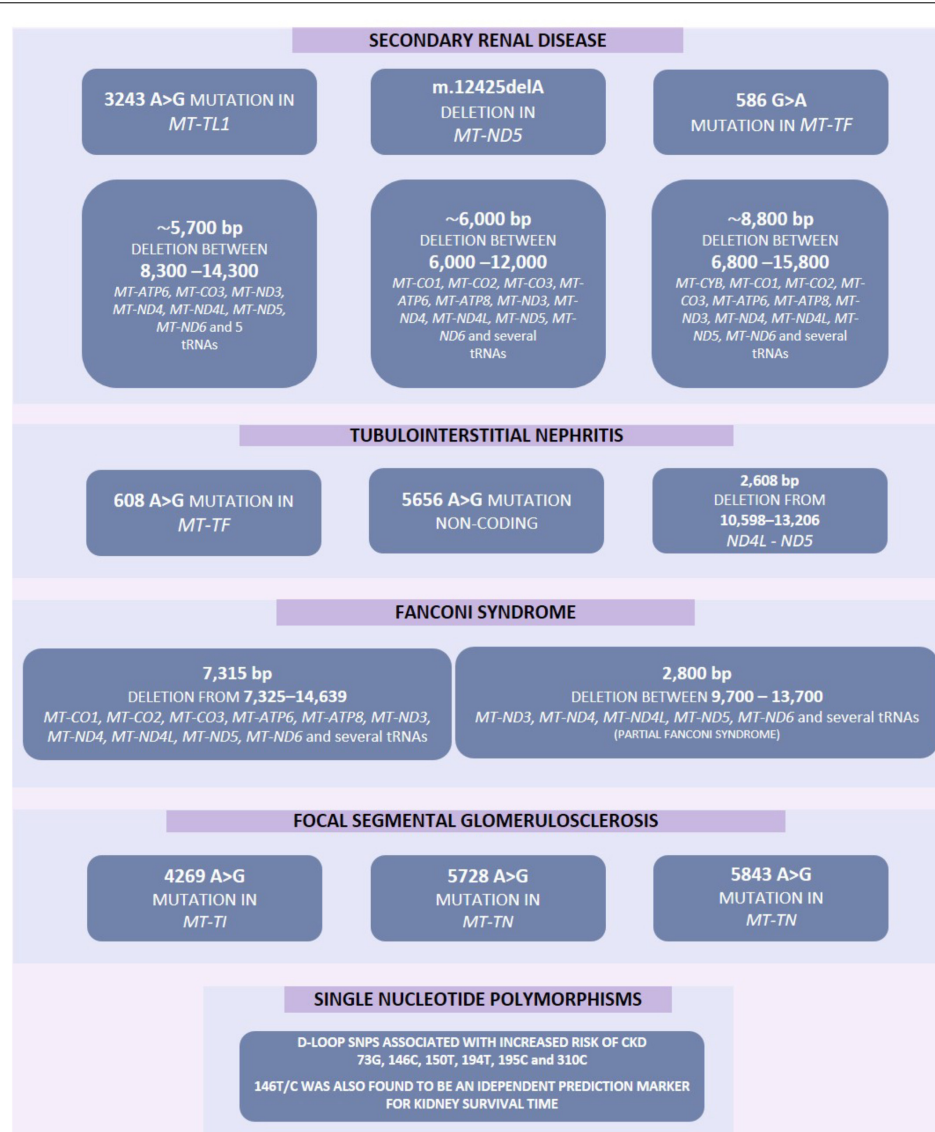 SECONDARY RENAL DISEASE
3243 A>G MUTATION IN
MT-TL1
m.12425delA
DELETION IN
MT-ND5
586 G>A
MUTATION IN MT-TF
~5,700 bp
DELETION BETWEEN
8,300 –14,300
MT-ATP6, MT-CO3, MT-ND3,
MT-ND4, MT-ND4L, MT-ND5,
MT-ND6 and 5
tRNAs
~6,000 bp
DELETION BETWEEN
6,000 –12,000
MT-CO1, MT-CO2, MT-CO3, MT-
ATP6, MT-ATP8, MT-ND3, MT-
ND4, MT-ND4L, MT-ND5, MT-
ND6 and several
tRNAs
~8,800 bp
DELETION BETWEEN
6,800 –15,800
MT-CYB, MT-CO1, MT-CO2, MT-
CO3, MT-ATP6, MT-ATP8, MT-
ND3, MT-ND4, MT-ND4L, MT-
ND5, MT-ND6 and several
tRNAs
TUBULOINTERSTITIAL NEPHRITIS
608 A>G MUTATION IN
MT-TF
5656 A>G MUTATION
NON-CODING
2,608 bp
DELETION FROM
10,598–13,206
ND4L - ND5
FANCONI SYNDROME
7,315 bp
DELETION FROM 7,325–14,639
MT-CO1, MT-CO2, MT-CO3, MT-ATP6, MT-ATP8, MT-ND3,
MT-ND4, MT-ND4L, MT-ND5, MT-ND6 and several tRNAs
2,800 bp
DELETION BETWEEN 9,700 – 13,700
MT-ND3, MT-ND4, MT-ND4L, MT-ND5, MT-ND6 and several tRNAs
(PARTIAL FANCONI SYNDROME)
FOCAL SEGMENTAL GLOMERULOSCLEROSIS
4269 A>G
MUTATION IN
MT-TI
5728 A>G
MUTATION IN
MT-TN
5843 A>G
MUTATION IN
MT-TN
SINGLE NUCLEOTIDE POLYMORPHISMS
D-LOOP SNPS ASSOCIATED WITH INCREASED RISK OF CKD
73G, 146C, 150T, 194T, 195C and 310C
146T/C WAS ALSO FOUND TO BE AN IDEPENDENT PREDICTION MARKER
FOR KIDNEY SURVIVAL TIME